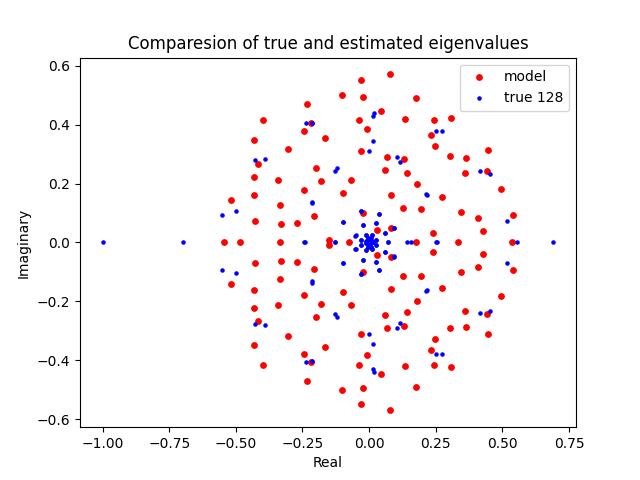 Comparesion of true and estimated eigenvalues
model
true 128
Imaginary
0.6
0.4
0.2
0.0
−0.2
−0.4
−0.6
−1.00 −0.75 −0.50 −0.25 0.00 0.25 0.50 0.75
Real